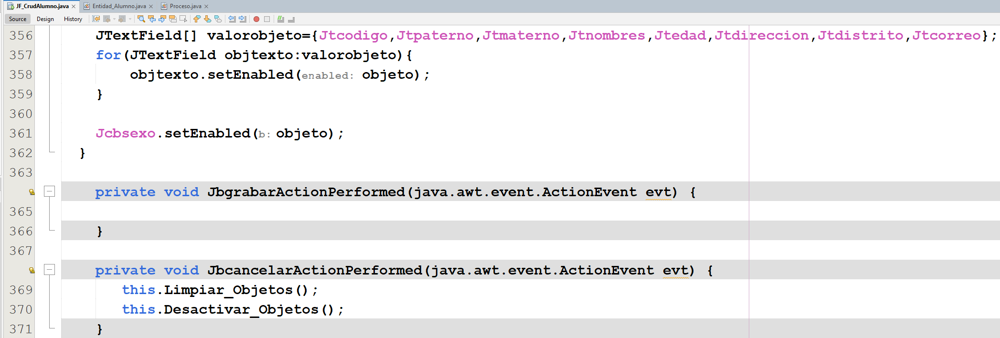 JF_CrudAlumno.java Entidad_Alumno.java Proceso.java
Source Design History
356 JTextField[] valorobjeto={Jtcodigo,Jtpaterno,Jtmaterno,Jtnombres,Jtedad,Jtdireccion,Jtdistrito,Jtcorreo};
357 for(JTextField objtexto:valorobjeto){
358 objtexto.setEnabled(enabled: objeto);
359 }
360
361 Jcbsexo.setEnabled(b: objeto);
362 }
363
private void JbgrabarActionPerformed(java.awt.event.ActionEvent evt) {
365
366 }
367
private void JbcancelarActionPerformed(java.awt.event.ActionEvent evt) {
369 this.Limpiar_Objetos();
370 this.Desactivar_Objetos();
371 }